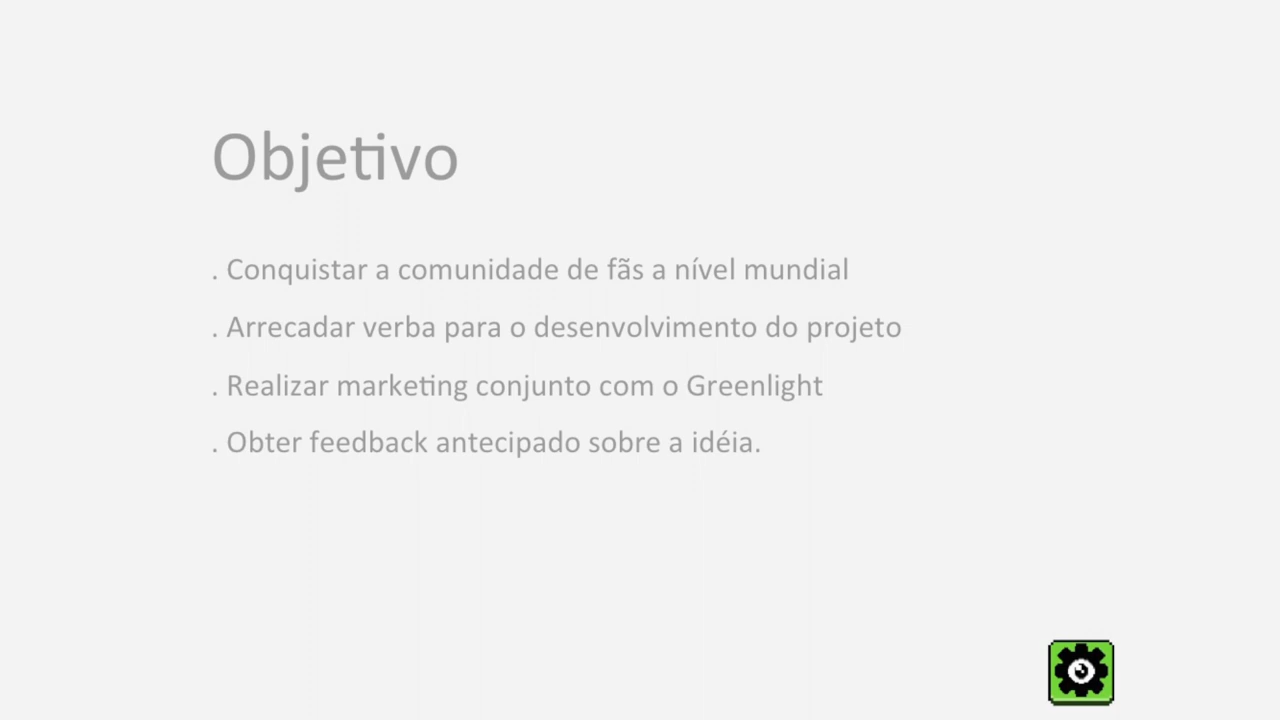 Objetivo
. Conquistar a comunidade de fãs a nível mundial
. Arrecadar verba para o desenvolvimento do projeto
. Realizar marketing conjunto com o Greenlight
. Obter feedback antecipado sobre a idéia.